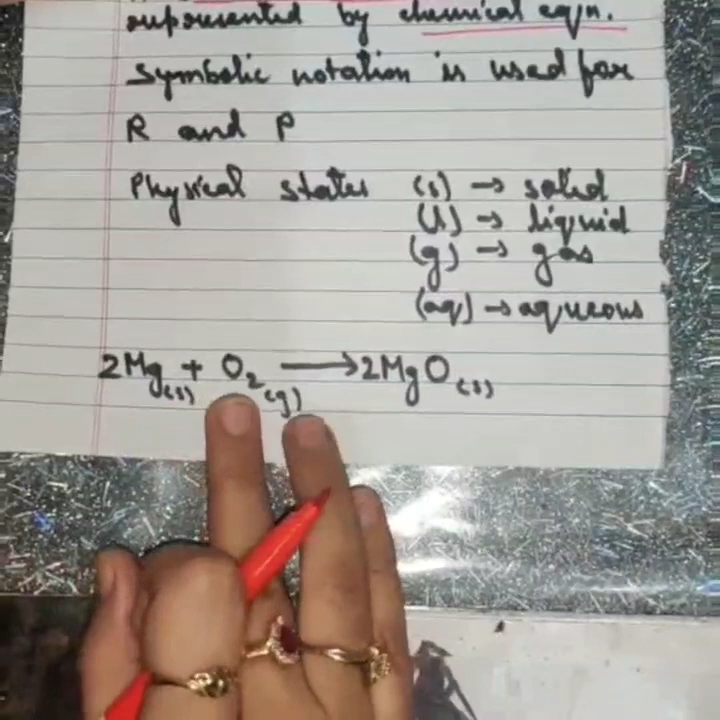 represented by chemical eqn.
Symbolic notation is used for
R and P
Physical states (s) → solid
(l) → liquid
(g) → gas
(aq) → aqueous
2Mg(s) + O2(g) → 2MgO(s)